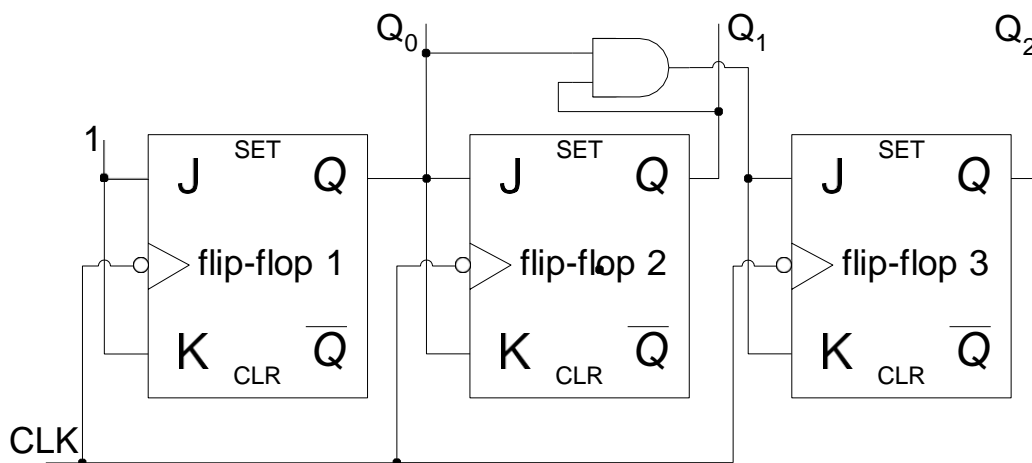 Q₀ Q₁ Q₂
1
SET SET SET
J Q J Q J Q
flip-flop 1 flip-flop 2 flip-flop 3
K Q̅ K Q̅ K Q̅
CLR CLR CLR
CLK